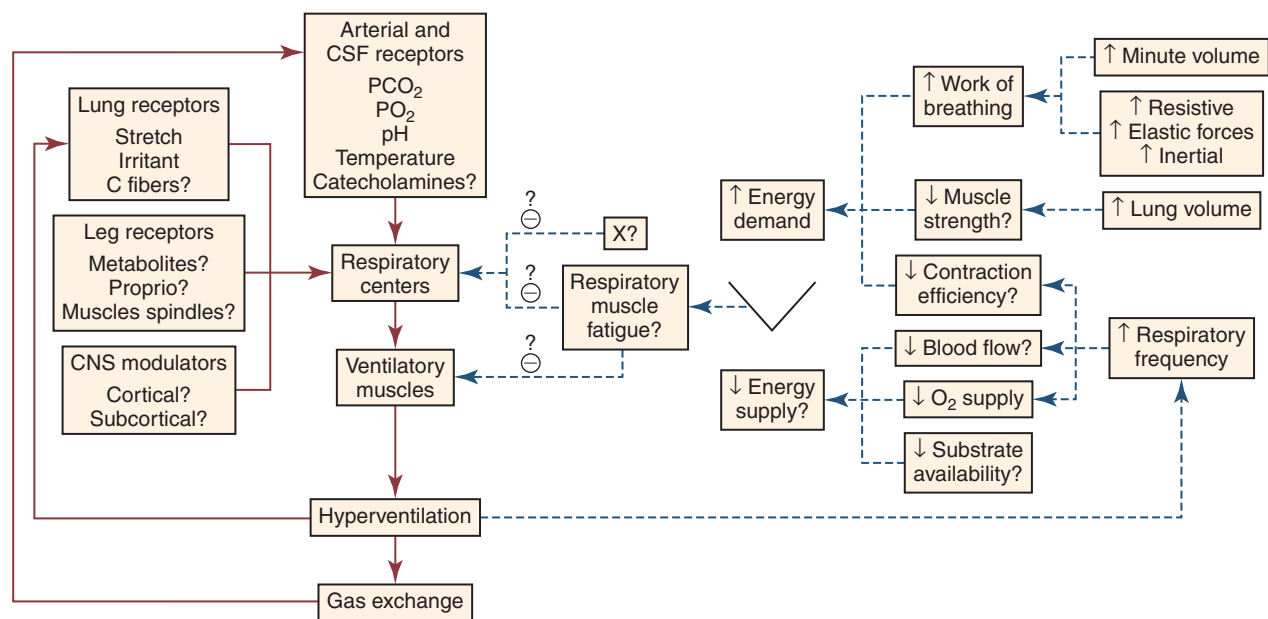 Arterial and
CSF receptors
PCO₂
PO₂
pH
Temperature
Catecholamines?
Lung receptors
Stretch
Irritant
C fibers?
Leg receptors
Metabolites?
Proprio?
Muscles spindles?
CNS modulators
Cortical?
Subcortical?
Respiratory
centers
Ventilatory
muscles
Hyperventilation
Gas exchange
?
⊖
X?
?
⊖
Respiratory
muscle
fatigue?
?
⊖
↑ Energy
demand
↓ Energy
supply?
↑ Work of
breathing
↓ Muscle
strength?
↓ Contraction
efficiency?
↓ Blood flow?
↓ O₂ supply
↓ Substrate
availability?
↑ Minute volume
↑ Resistive
↑ Elastic forces
↑ Inertial
↑ Lung volume
↑ Respiratory
frequency